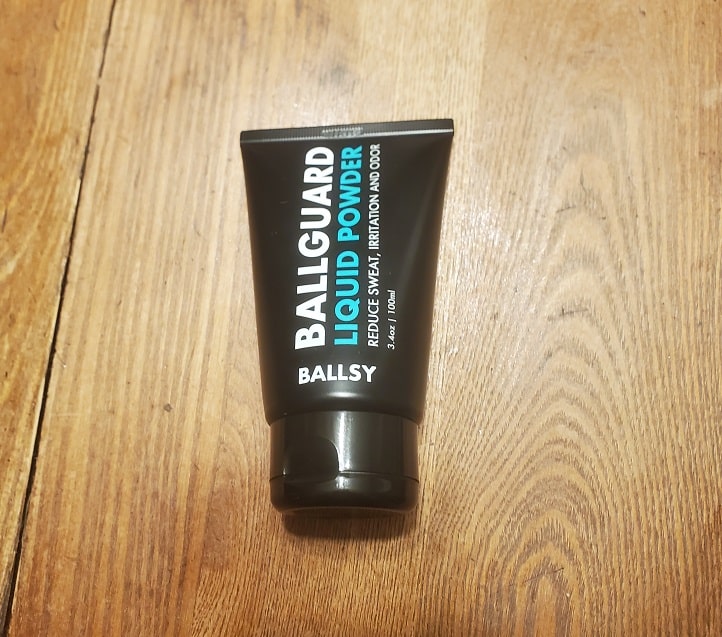 BALLGUARD
LIQUID POWDER
REDUCE SWEAT, IRRITATION AND ODOR
3.4oz | 100ml
BALLSY